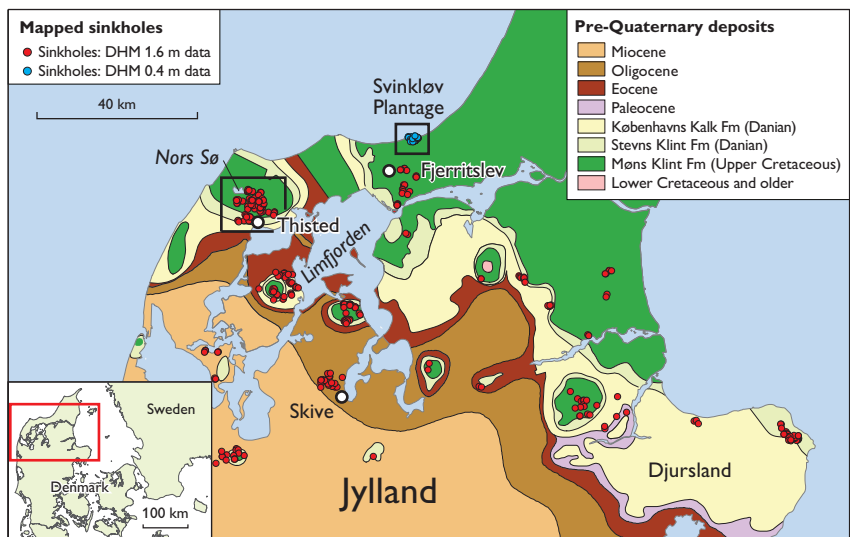 Mapped sinkholes
Sinkholes: DHM 1.6 m data
Sinkholes: DHM 0.4 m data
40 km
Pre-Quaternary deposits
Miocene
Oligocene
Eocene
Paleocene
Københavns Kalk Fm (Danian)
Stevns Klint Fm (Danian)
Møns Klint Fm (Upper Cretaceous)
Lower Cretaceous and older
Svinkløv
Plantage
Nors Sø
Fjerritslev
Thisted
Limfjorden
Skive
Jylland
Djursland
Sweden
Denmark
100 km